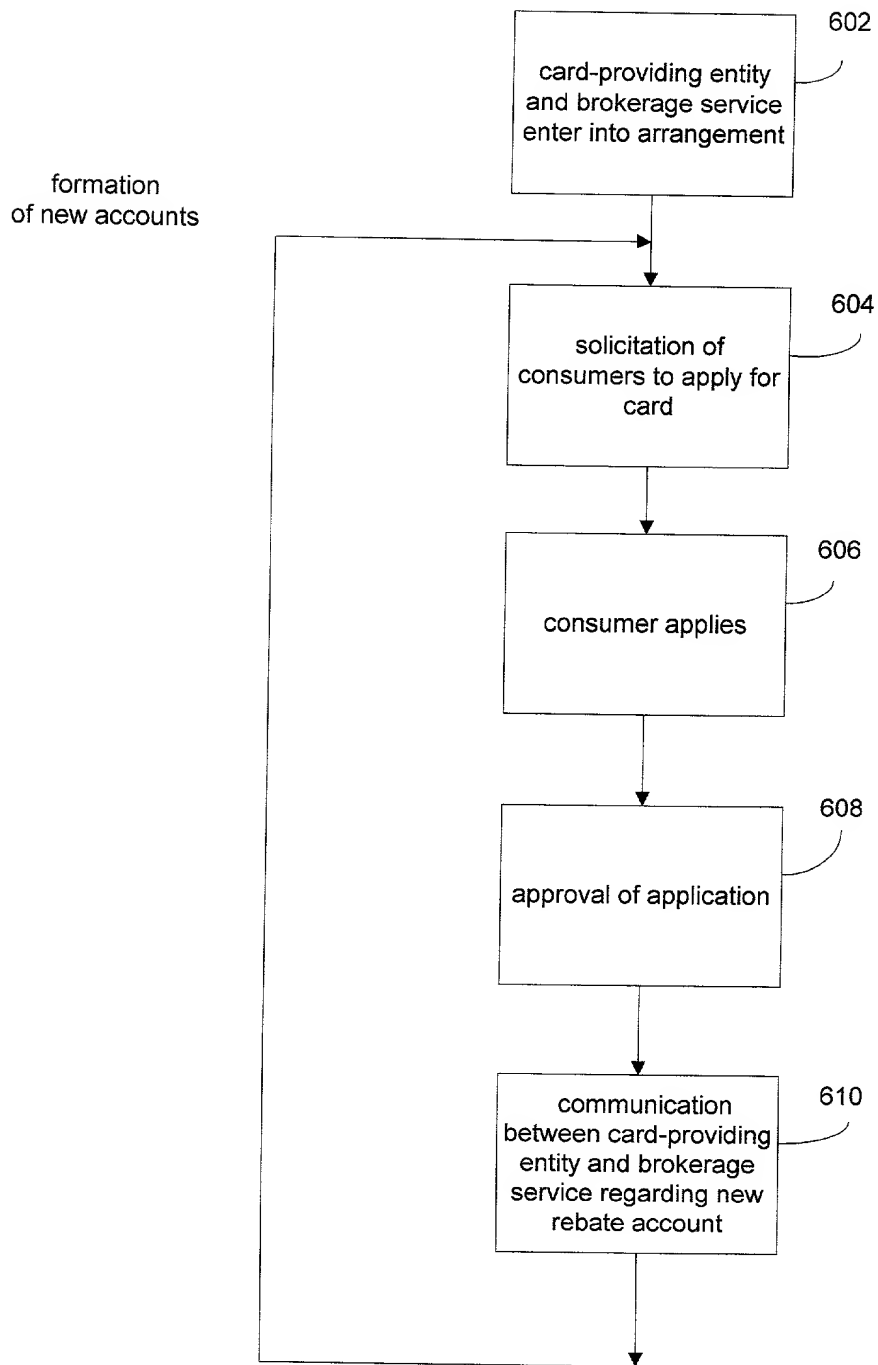 602
card-providing entity
and brokerage service
enter into arrangement
formation
of new accounts
604
solicitation of
consumers to apply for
card
606
consumer applies
608
approval of application
610
communication
between card-providing
entity and brokerage
service regarding new
rebate account